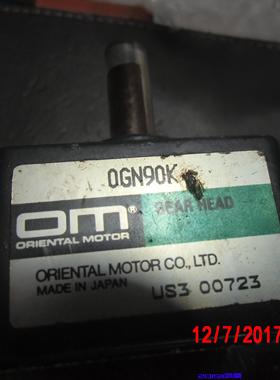 0GN90K
om®
GEAR HEAD
ORIENTAL MOTOR
ORIENTAL MOTOR CO., LTD.
MADE IN JAPAN
US3 00723
12/7/2017